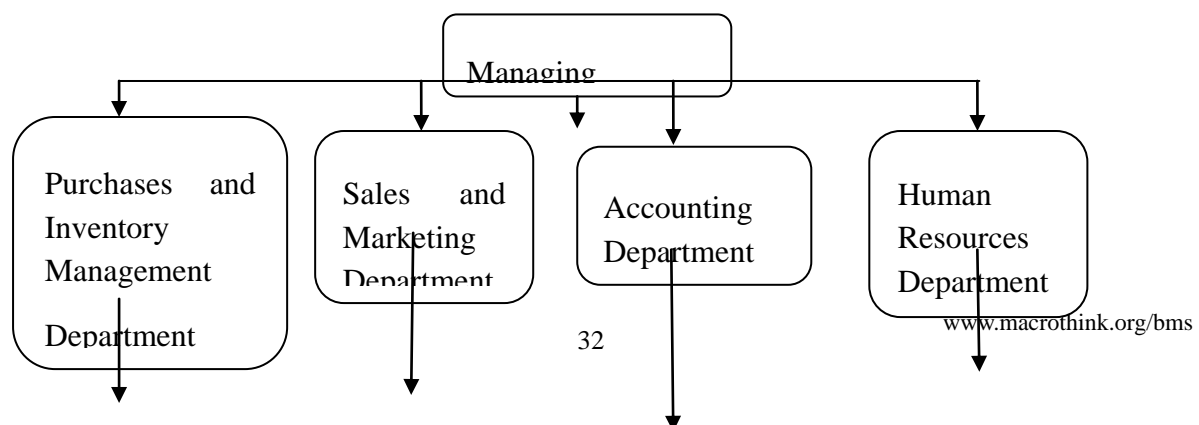 Managing
Purchases and
Inventory
Management
Department
Sales and
Marketing
Department
Accounting
Department
Human
Resources
Department
www.macrothink.org/bms
32